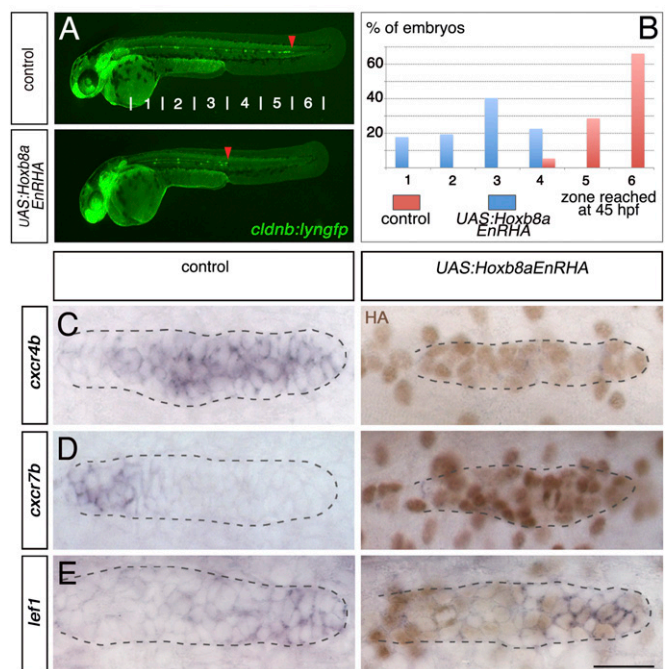 A
control
| 1 | 2 | 3 | 4 | 5 | 6 |
UAS:Hoxb8a
EnRHA
cldnb:lyngfp
% of embryos
B
60
40
20
1 2 3 4 5 6
control
UAS:Hoxb8a
EnRHA
zone reached
at 45 hpf
control
UAS:Hoxb8aEnRHA
C
cxcr4b
HA
D
cxcr7b
E
lef1